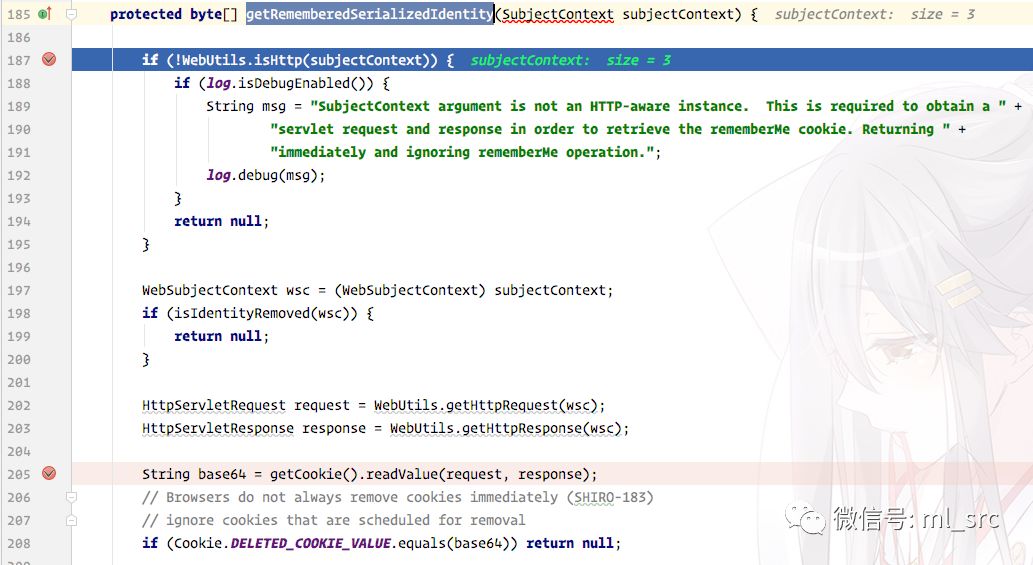 185 protected byte[] getRememberedSerializedIdentity(SubjectContext subjectContext) { subjectContext: size = 3
186
187 if (!WebUtils.isHttp(subjectContext)) { subjectContext: size = 3
188 if (log.isDebugEnabled()) {
189 String msg = "SubjectContext argument is not an HTTP-aware instance.  This is required to obtain a " +
190 "servlet request and response in order to retrieve the rememberMe cookie. Returning " +
191 "immediately and ignoring rememberMe operation.";
192 log.debug(msg);
193 }
194 return null;
195 }
196
197 WebSubjectContext wsc = (WebSubjectContext) subjectContext;
198 if (isIdentityRemoved(wsc)) {
199 return null;
200 }
201
202 HttpServletRequest request = WebUtils.getHttpRequest(wsc);
203 HttpServletResponse response = WebUtils.getHttpResponse(wsc);
204
205 String base64 = getCookie().readValue(request, response);
206 // Browsers do not always remove cookies immediately (SHIRO-183)
207 // ignore cookies that are scheduled for removal
208 if (Cookie.DELETED_COOKIE_VALUE.equals(base64)) return null;
微信号: ml_src